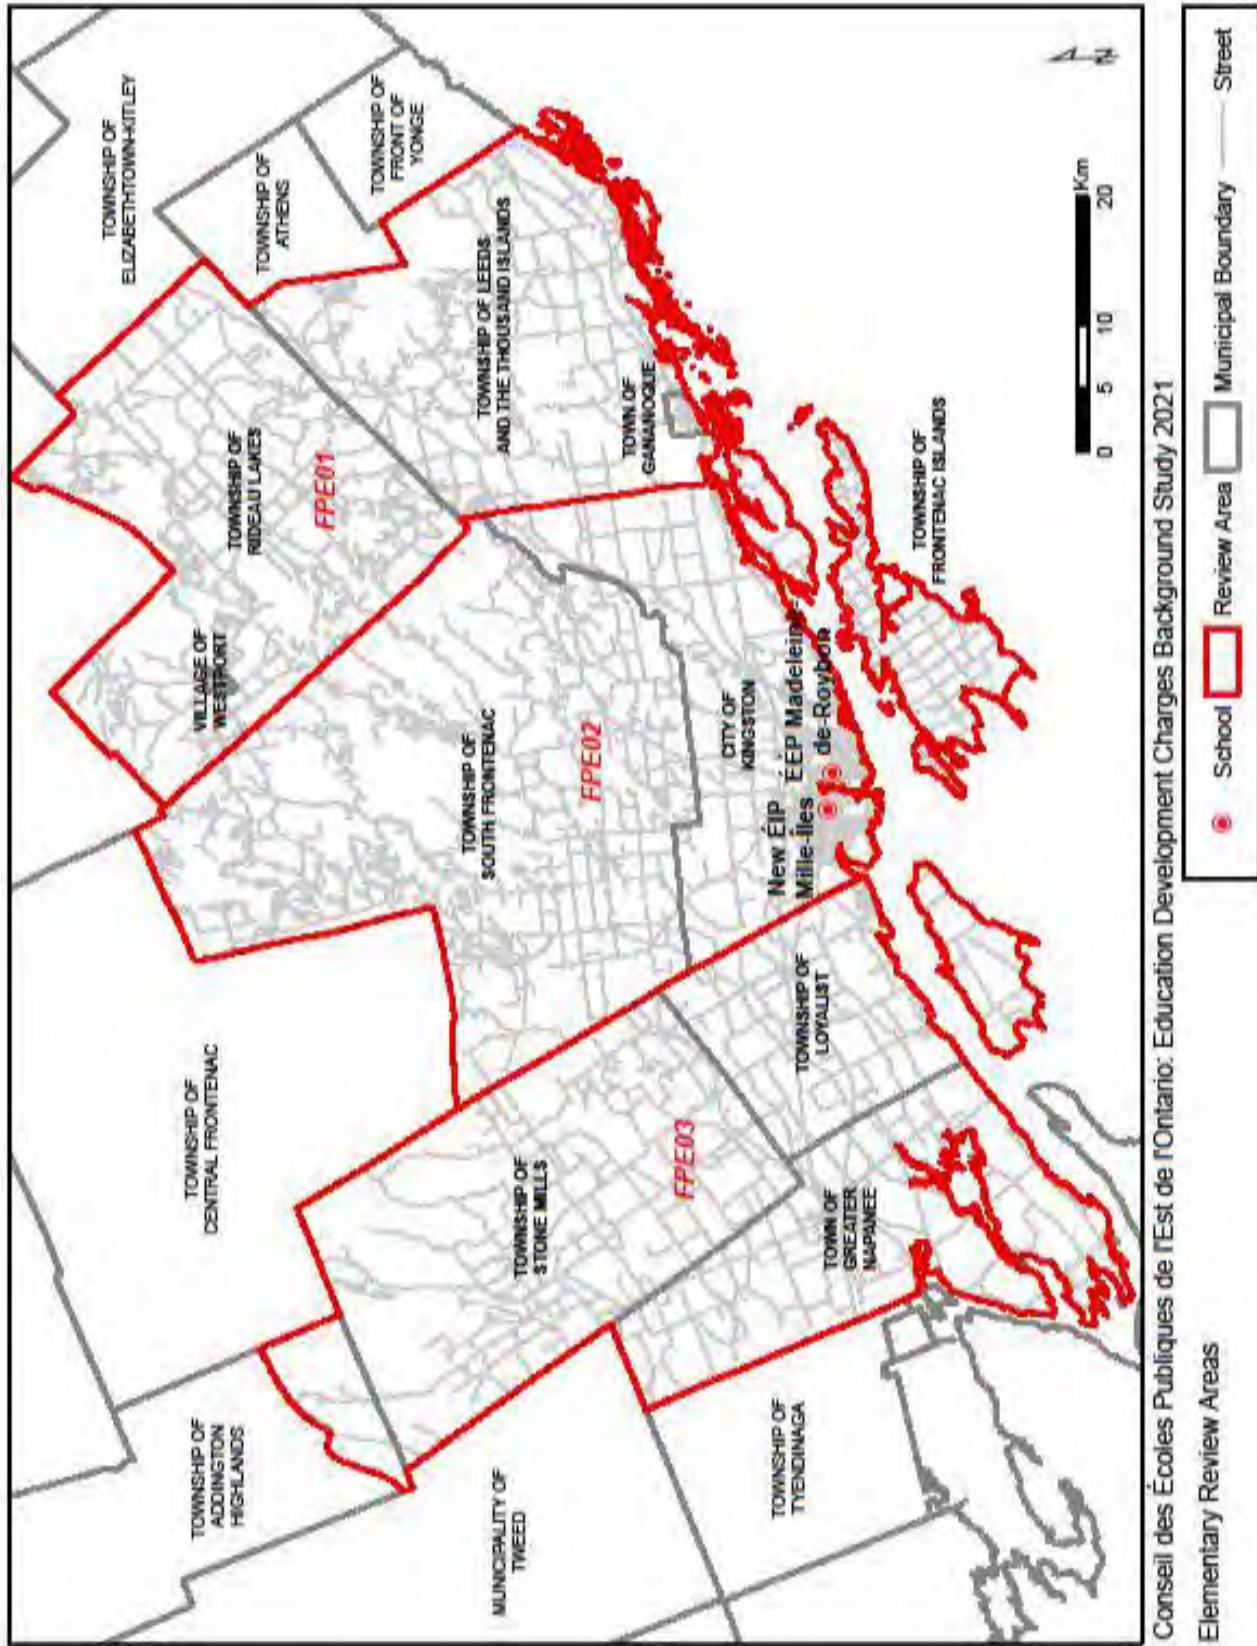 TOWNSHIP OF
ADDINGTON
HIGHLANDS
TOWNSHIP OF
CENTRAL FRONTENAC
VILLAGE OF
WESTPORT
TOWNSHIP OF
RIDEAU LAKES
FPE01
TOWNSHIP OF
ELIZABETHTOWN-KITLEY
TOWNSHIP OF
ATHENS
TOWNSHIP OF
FRONT OF
YONGE
MUNICIPALITY OF
TWEED
TOWNSHIP OF
STONE MILLS
FPE03
TOWNSHIP OF
SOUTH FRONTENAC
FPE02
TOWNSHIP OF LEEDS
AND THE THOUSAND ISLANDS
TOWN OF
GANANOQUE
TOWNSHIP OF
TYENDINAGA
TOWN OF
GREATER
NAPANEE
TOWNSHIP OF
LOYALIST
CITY OF
KINGSTON
New ÉIP
Mille-Îles
ÉÉP Madeleine-
de-Roybon
TOWNSHIP OF
FRONTENAC ISLANDS
0 5 10 20
Km
N
Conseil des Écoles Publiques de l'Est de l'Ontario: Education Development Charges Background Study 2021
Elementary Review Areas
School Review Area Municipal Boundary Street